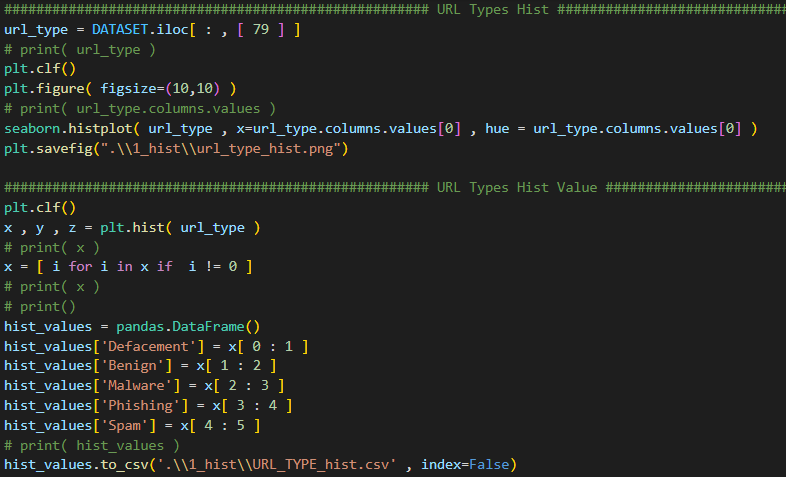 ##################################################### URL Types Hist #############################
url_type = DATASET.iloc[ : , [ 79 ] ]
# print( url_type )
plt.clf()
plt.figure( figsize=(10,10) )
# print( url_type.columns.values )
seaborn.histplot( url_type , x=url_type.columns.values[0] , hue = url_type.columns.values[0] )
plt.savefig(".\\1_hist\\url_type_hist.png")
##################################################### URL Types Hist Value #######################
plt.clf()
x , y , z = plt.hist( url_type )
# print( x )
x = [ i for i in x if  i != 0 ]
# print( x )
# print()
hist_values = pandas.DataFrame()
hist_values['Defacement'] = x[ 0 : 1 ]
hist_values['Benign'] = x[ 1 : 2 ]
hist_values['Malware'] = x[ 2 : 3 ]
hist_values['Phishing'] = x[ 3 : 4 ]
hist_values['Spam'] = x[ 4 : 5 ]
# print( hist_values )
hist_values.to_csv('.\\1_hist\\URL_TYPE_hist.csv' , index=False)